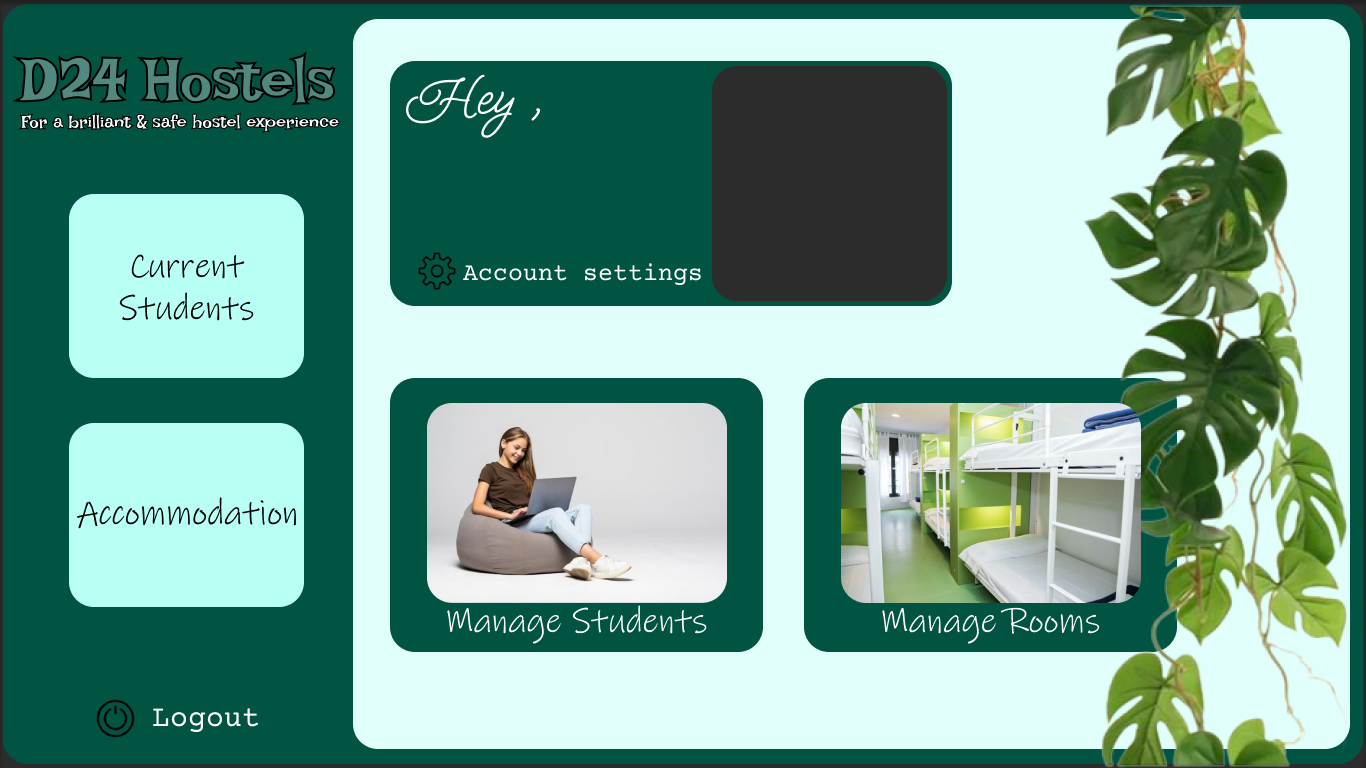 D24 Hostels
For a brilliant & safe hostel experience
Current
Students
Accommodation
Logout
Hey ,
Account settings
Manage Students
Manage Rooms